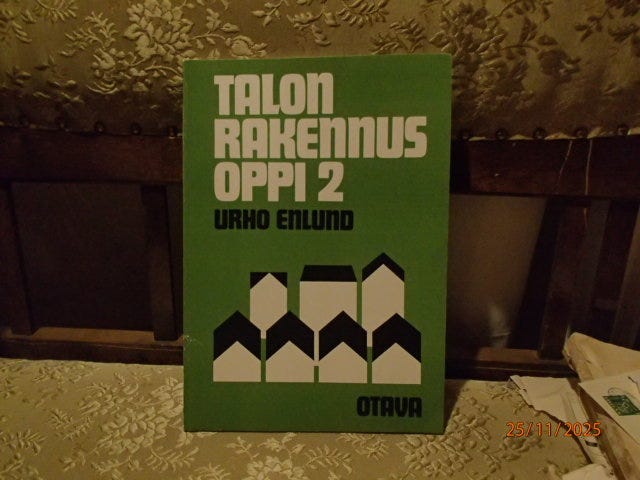 TALON
RAKENNUS
OPPI 2
URHO ENLUND
OTAVA
25/11/2025